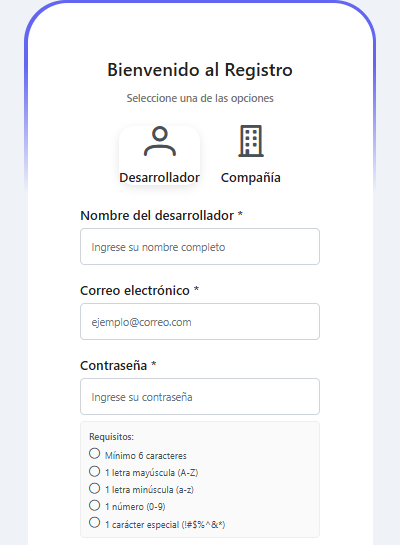 Bienvenido al Registro
Seleccione una de las opciones
Desarrollador Compañía
Nombre del desarrollador *
Ingrese su nombre completo
Correo electrónico *
ejemplo@correo.com
Contraseña *
Ingrese su contraseña
Requisitos:
Mínimo 6 caracteres
1 letra mayúscula (A-Z)
1 letra minúscula (a-z)
1 número (0-9)
1 carácter especial (!#$%^&*)